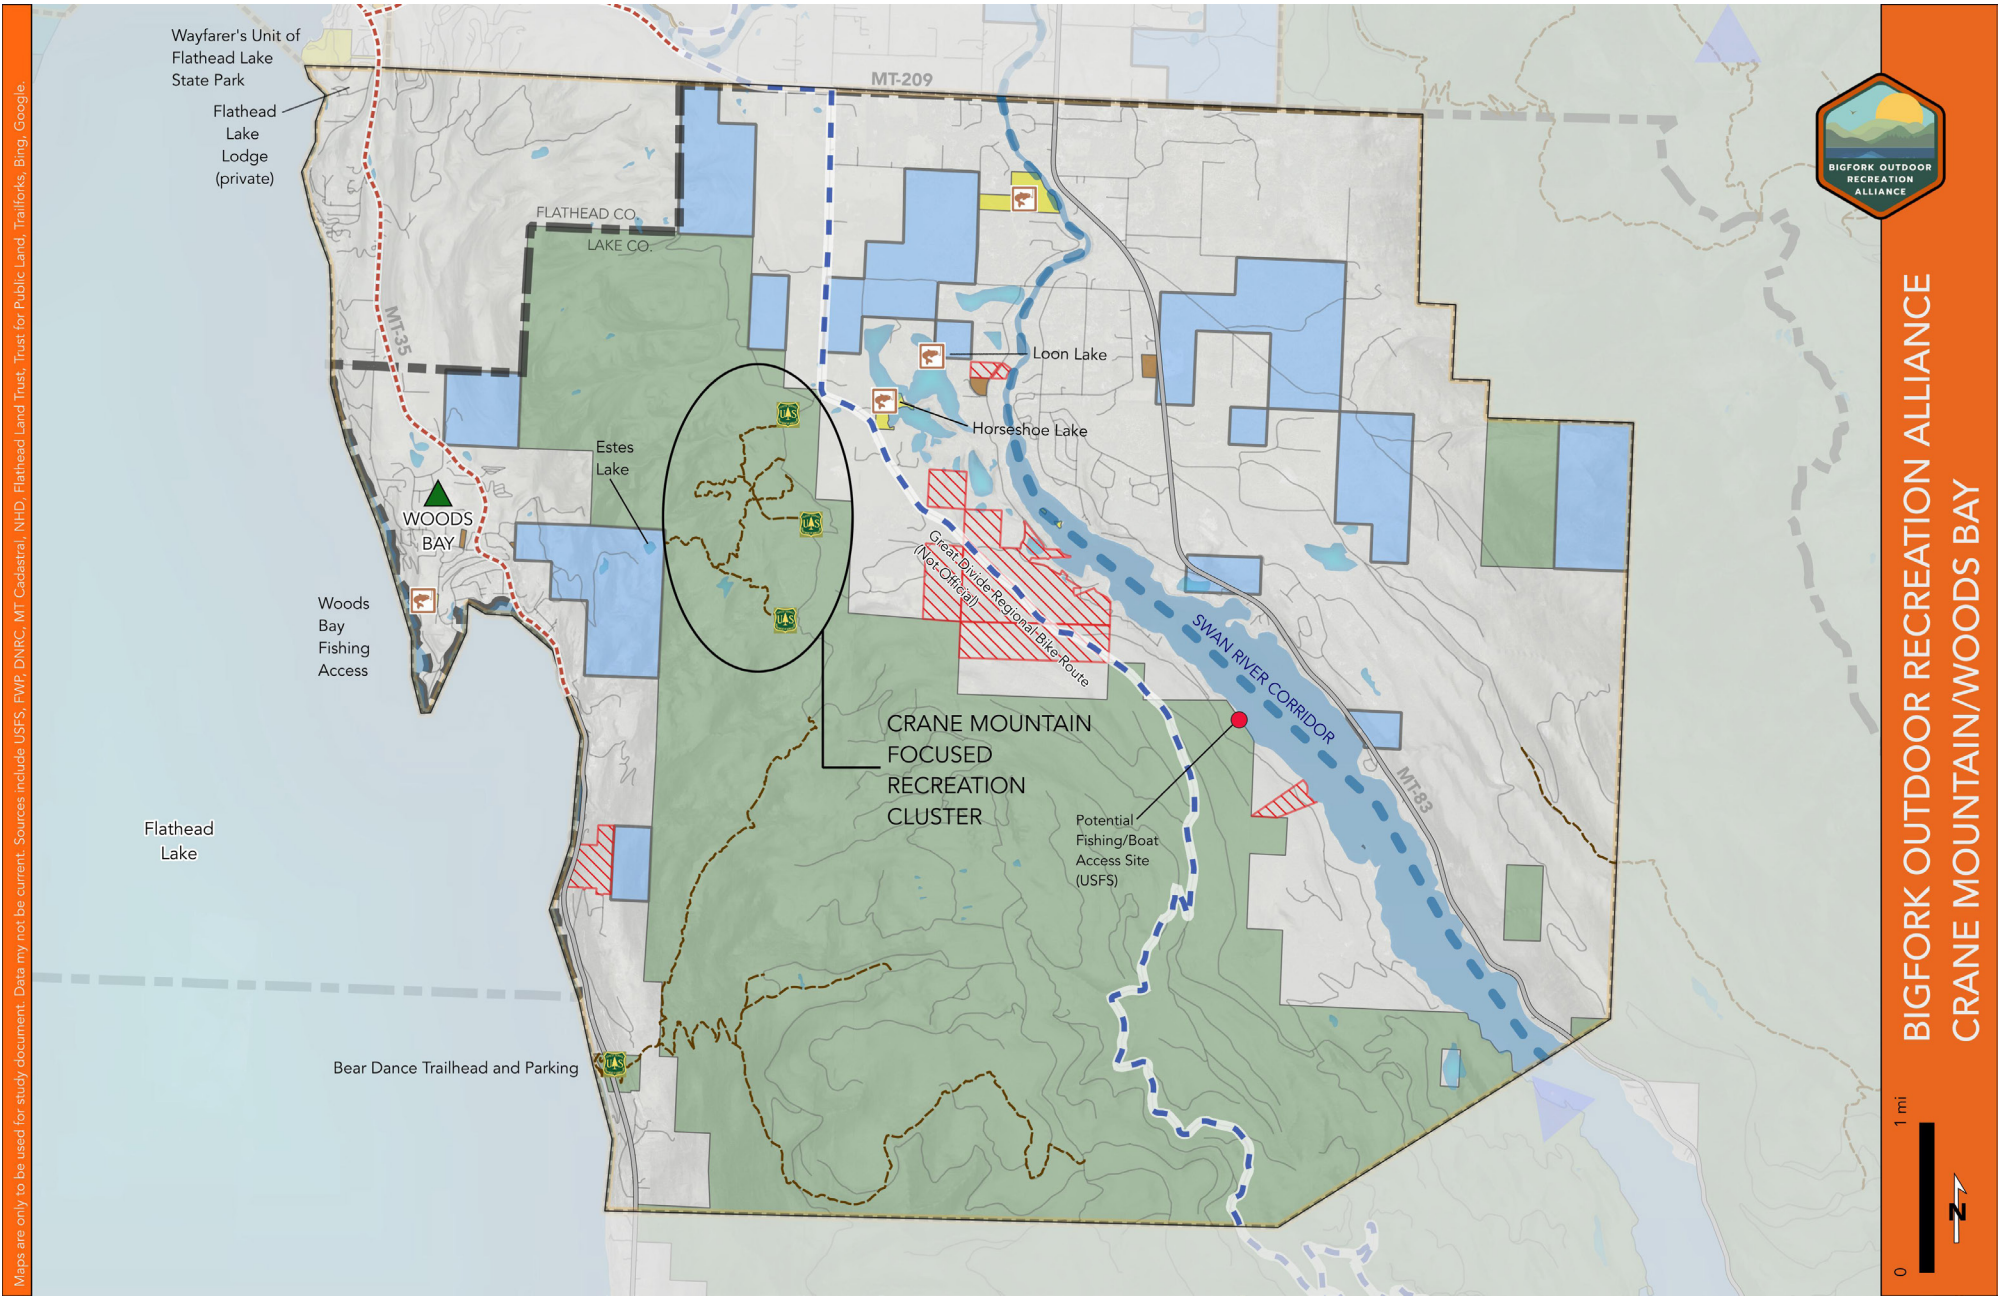 Wayfarer's Unit of
Flathead Lake
State Park
Flathead
Lake
Lodge
(private)
MT-209
FLATHEAD CO.
LAKE CO.
MT-35
Loon Lake
Horseshoe Lake
Estes
Lake
WOODS
BAY
Woods
Bay
Fishing
Access
Great Divide Regional Bike Route
(Not Official)
SWAN RIVER CORRIDOR
MT-83
CRANE MOUNTAIN
FOCUSED
RECREATION
CLUSTER
Potential
Fishing/Boat
Access Site
(USFS)
Flathead
Lake
Bear Dance Trailhead and Parking
US
US
US
US
BIGFORK OUTDOOR
RECREATION
ALLIANCE
BIGFORK OUTDOOR RECREATION ALLIANCE
CRANE MOUNTAIN/WOODS BAY
0
1 mi
N
Maps are only to be used for study document. Data may not be current. Sources include USFS, FWP, DNRC, MT Cadastral, NHD, Flathead Land Trust, Trust for Public Land, Trailforks, Bing, Google.